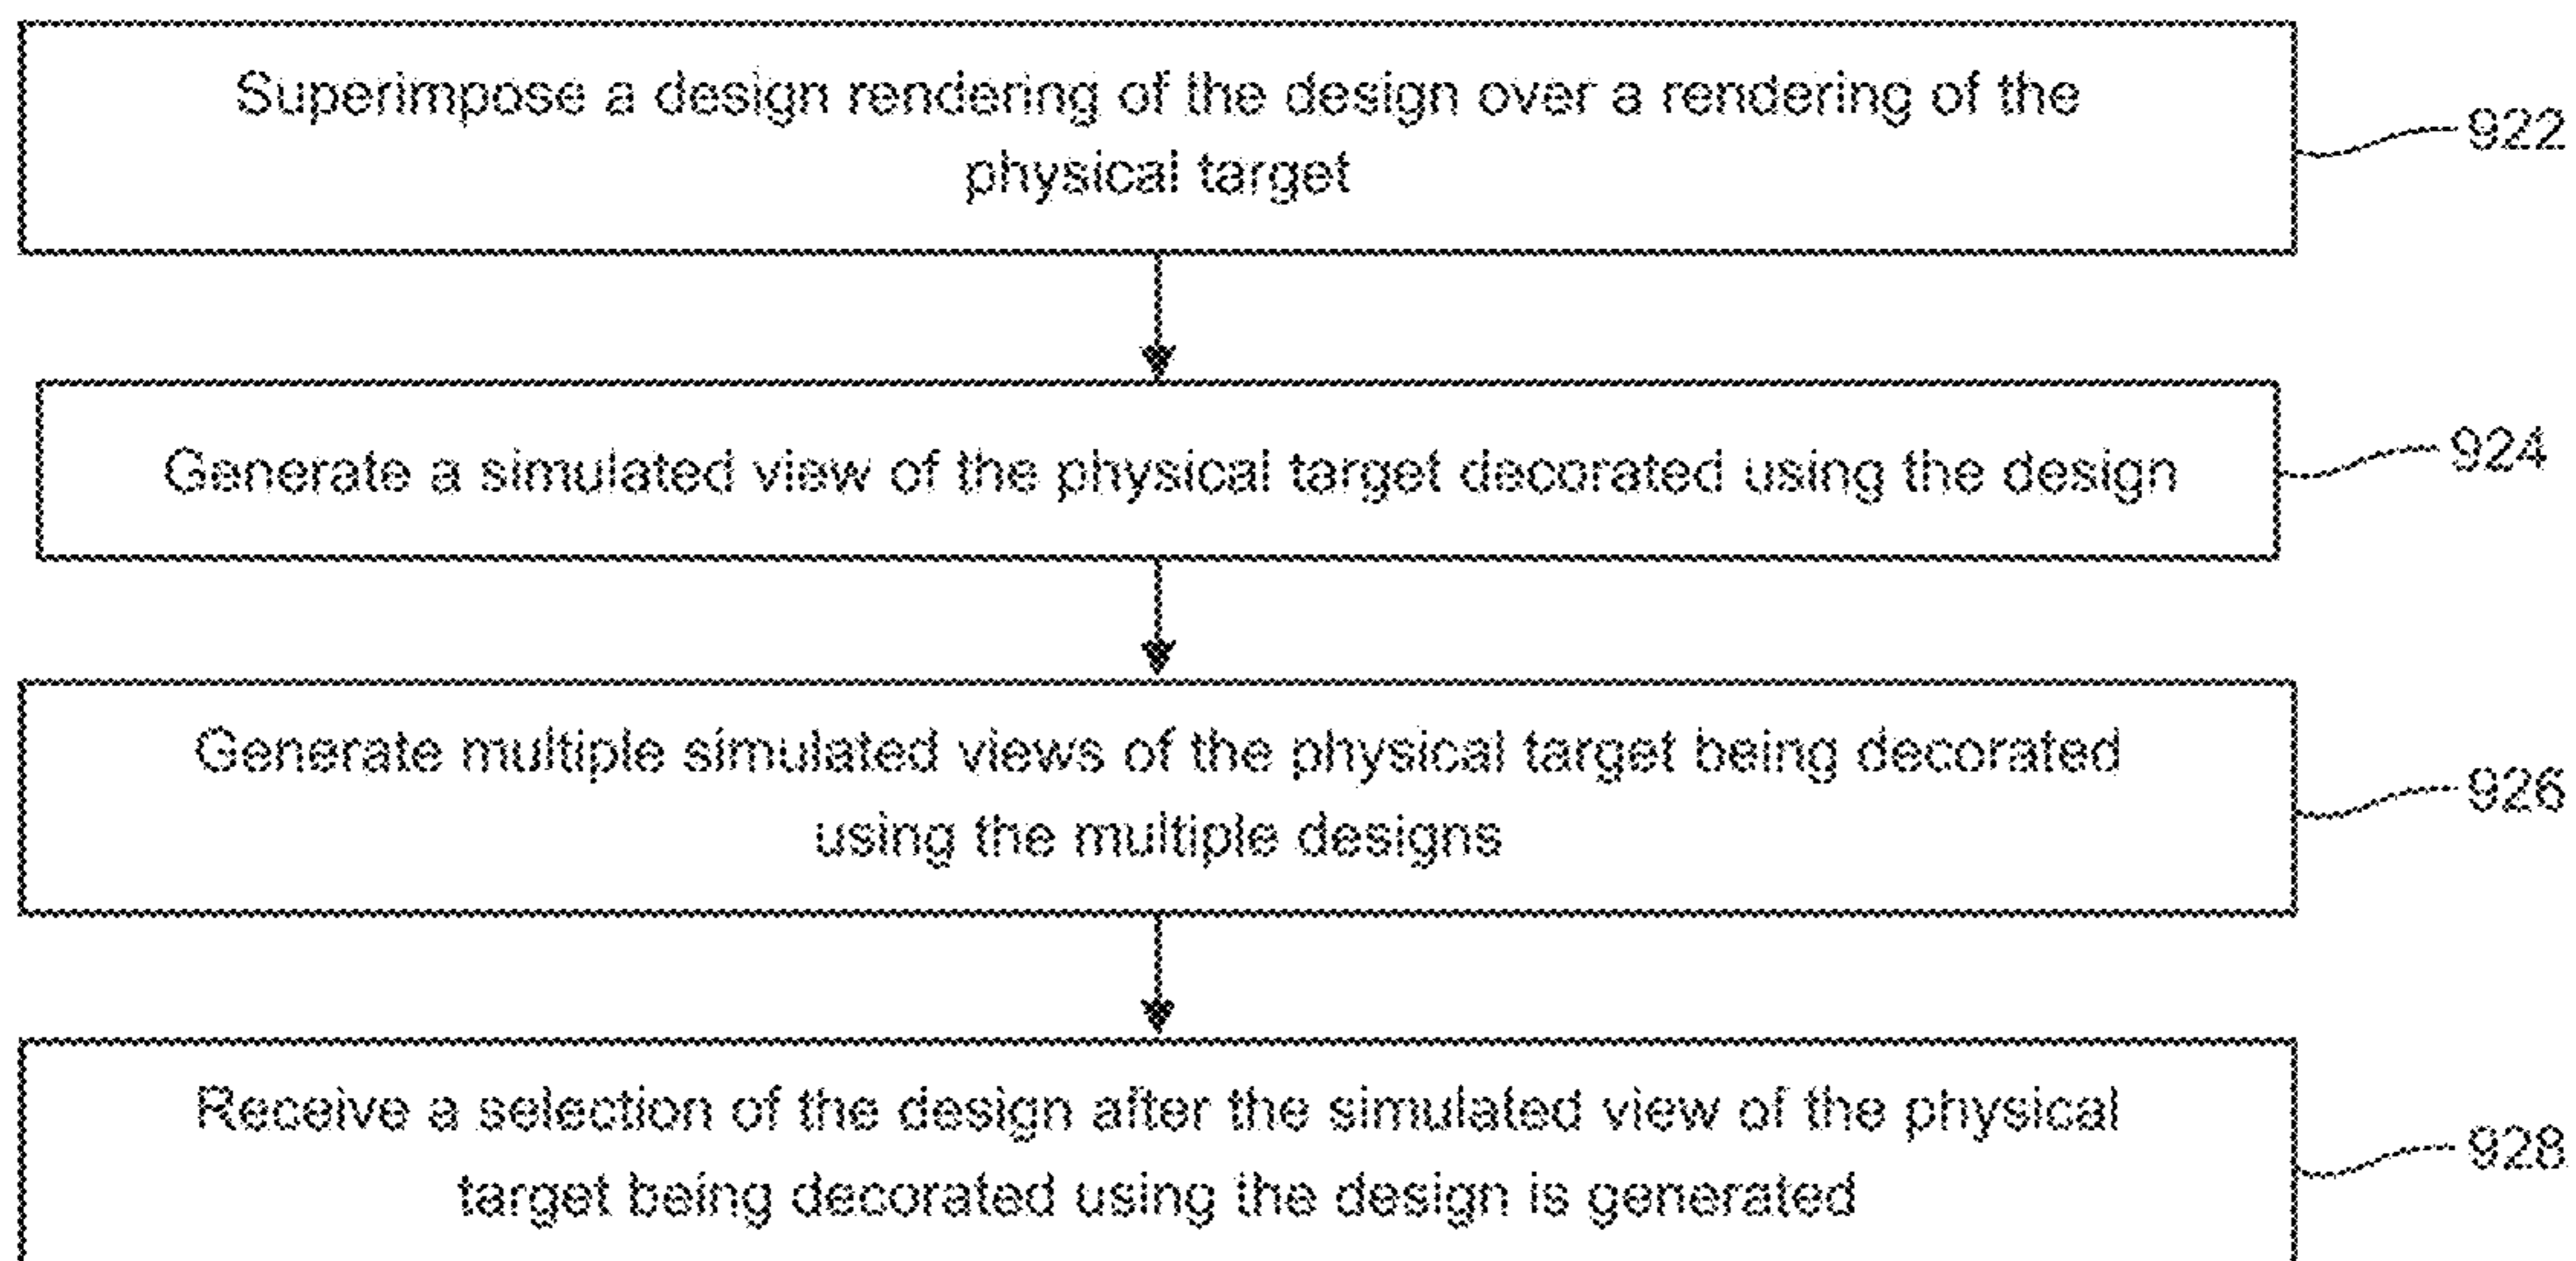 Superimpose a design rendering of the design over a rendering of the
physical target
922
Generate a simulated view of the physical target decorated using the design
924
Generate multiple simulated views of the physical target being decorated
using the multiple designs
926
Receive a selection of the design after the simulated view of the physical
target being decorated using the design is generated
928